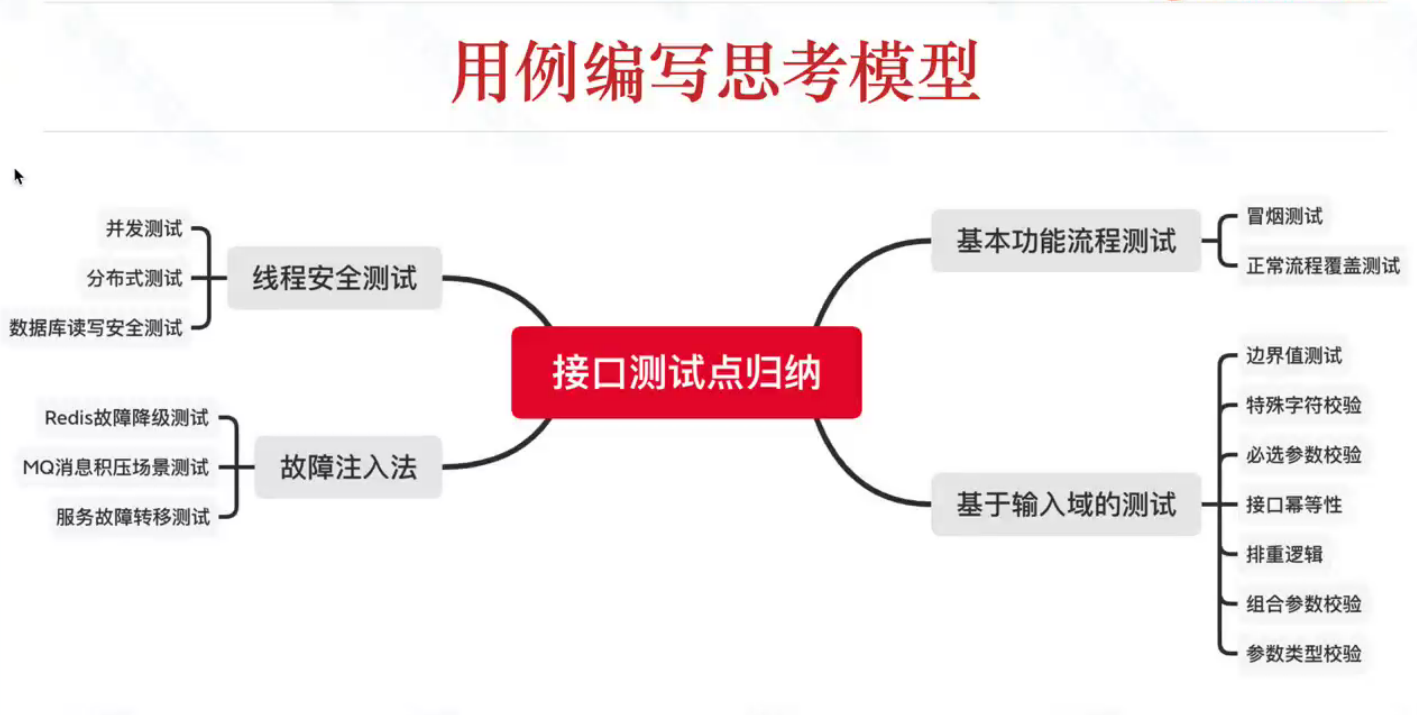 用例编写思考模型
并发测试
分布式测试
数据库读写安全测试
线程安全测试
Redis故障降级测试
MQ消息积压场景测试
服务故障转移测试
故障注入法
接口测试点归纳
基本功能流程测试
冒烟测试
正常流程覆盖测试
基于输入域的测试
边界值测试
特殊字符校验
必选参数校验
接口幂等性
排重逻辑
组合参数校验
参数类型校验